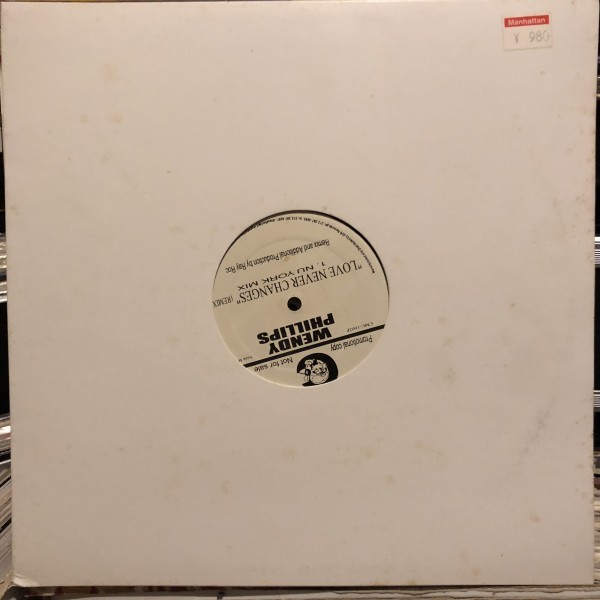 Manhattan
¥ 980
Promotional copy
Not for sale
WENDY
PHILLIPS
"LOVE NEVER CHANGES" (REMIX
1. NU YORK MIX
Remix and Additional Production by Ray Roc